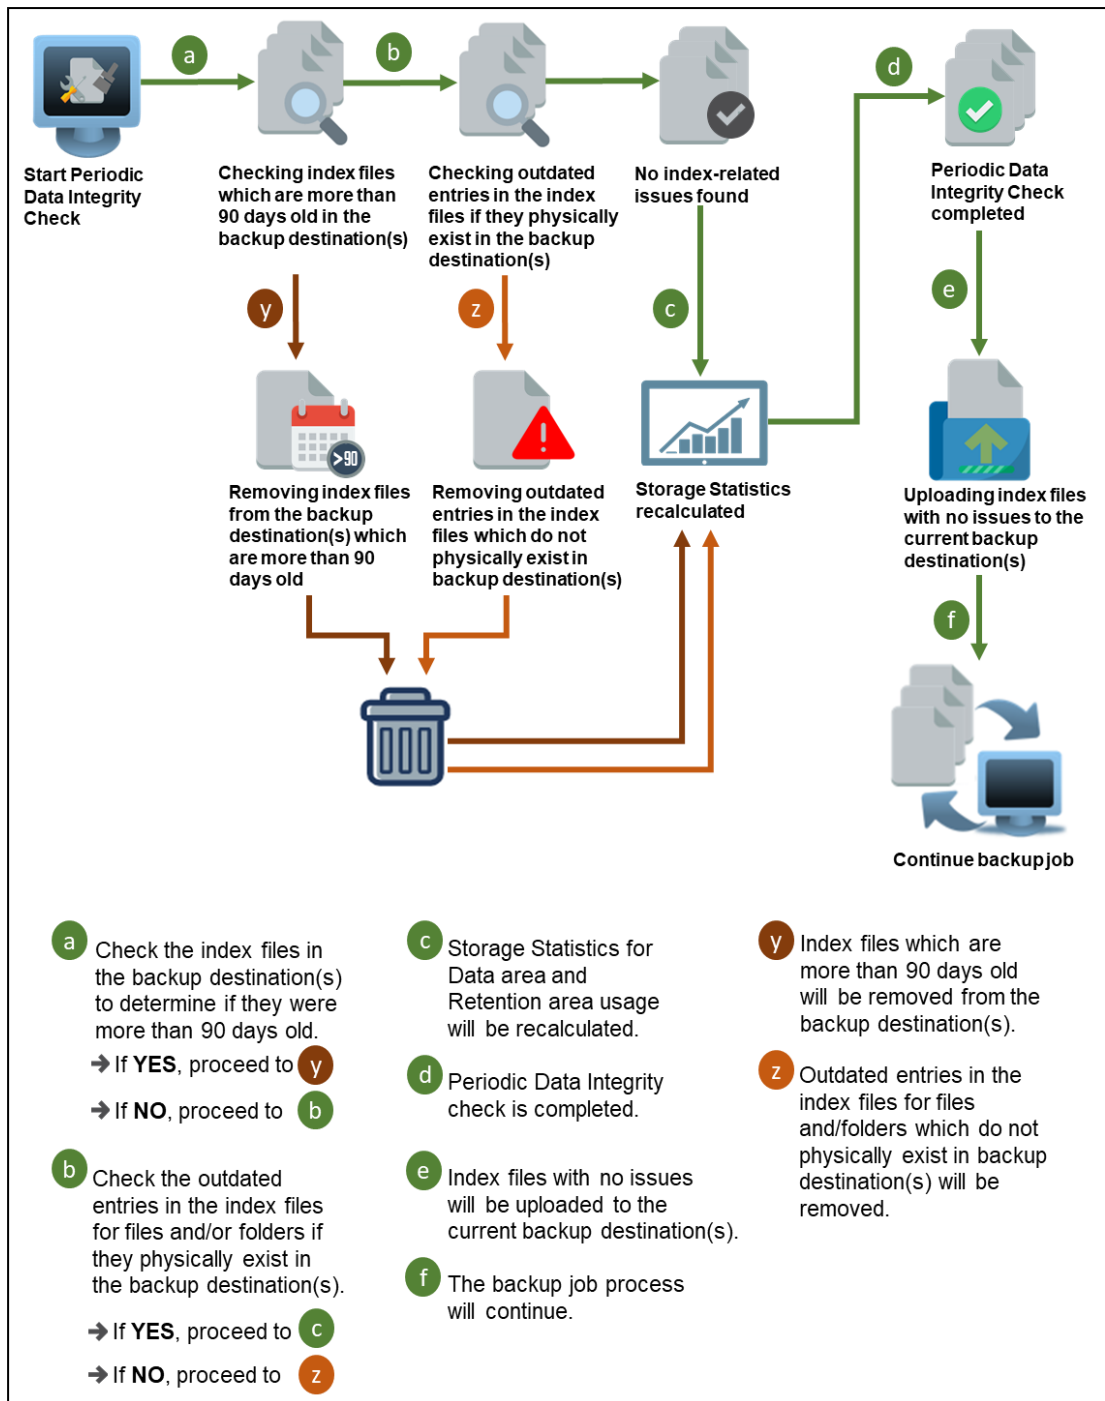 a
b
d
Start Periodic
Data Integrity
Check
Checking index files
which are more than
90 days old in the
backup destination(s)
Checking outdated
entries in the index
files if they physically
exist in the backup
destination(s)
No index-related
issues found
Periodic Data
Integrity Check
completed
y
z
c
e
>90
Removing index files
from the backup
destination(s) which
are more than 90
days old
Removing outdated
entries in the index
files which do not
physically exist in
backup destination(s)
Storage Statistics
recalculated
Uploading index files
with no issues to the
current backup
destination(s)
f
Continue backup job
a
Check the index files in
the backup destination(s)
to determine if they were
more than 90 days old.
➔ If YES, proceed to y
➔ If NO, proceed to b
b
Check the outdated
entries in the index files
for files and/or folders if
they physically exist in
the backup destination(s).
➔ If YES, proceed to c
➔ If NO, proceed to z
c
Storage Statistics for
Data area and
Retention area usage
will be recalculated.
d
Periodic Data Integrity
check is completed.
e
Index files with no issues
will be uploaded to the
current backup destination(s).
f
The backup job process
will continue.
y
Index files which are
more than 90 days old
will be removed from the
backup destination(s).
z
Outdated entries in the
index files for files
and/folders which do not
physically exist in backup
destination(s) will be
removed.